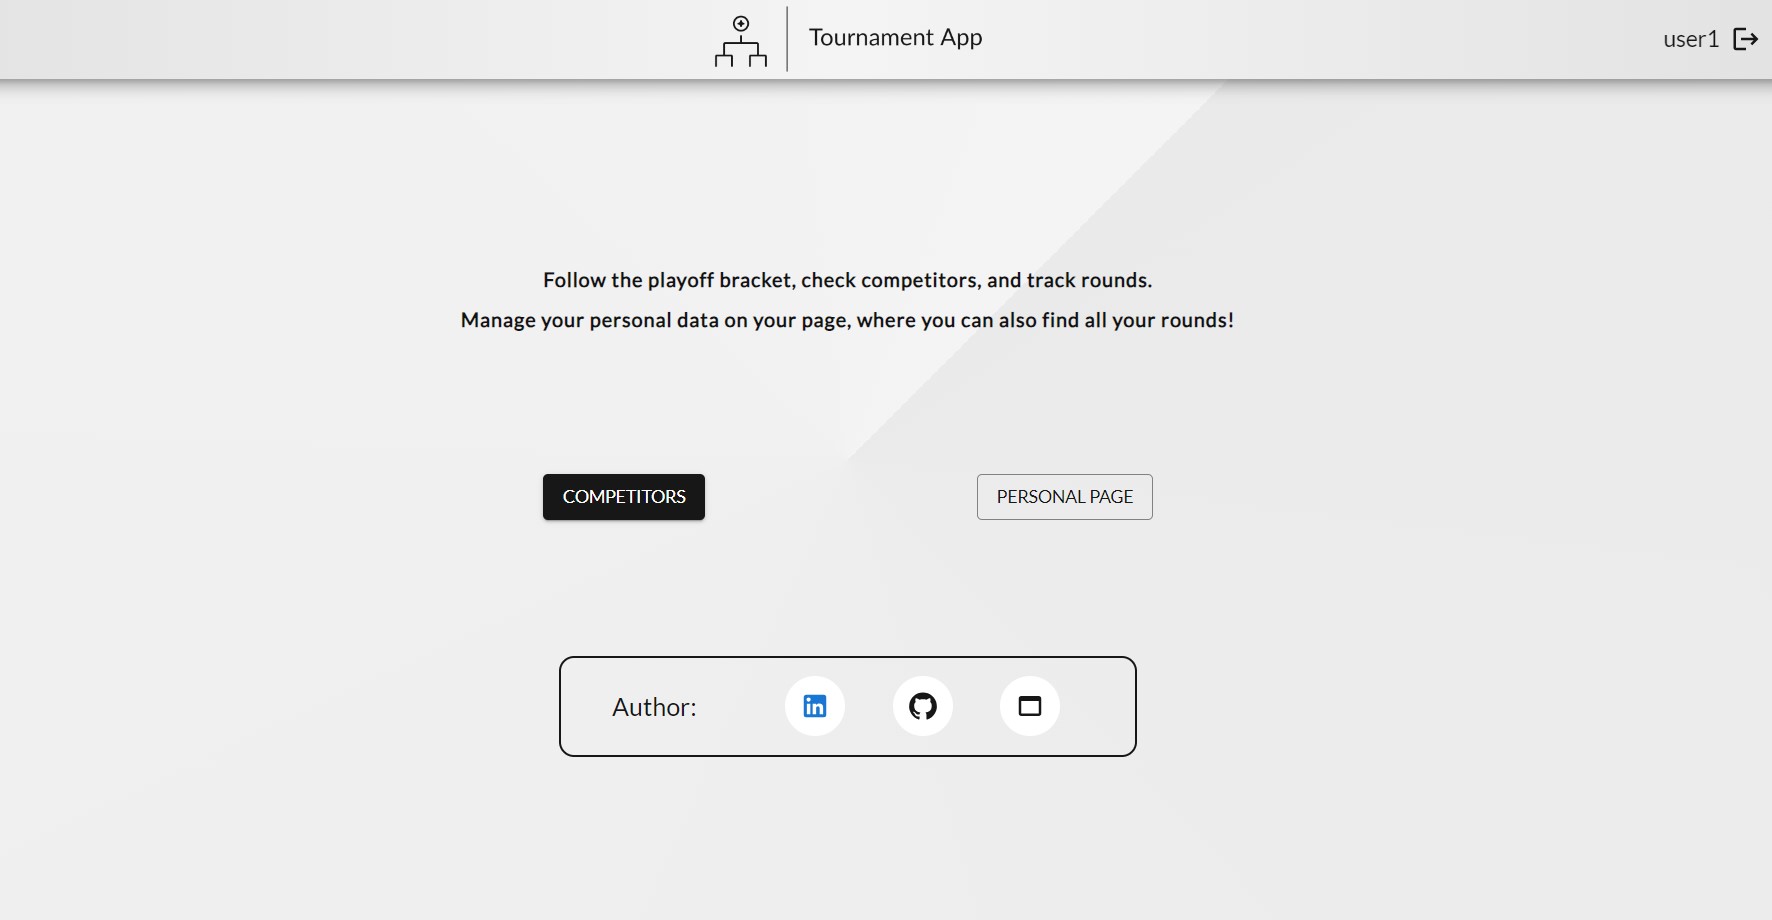 Tournament App
user1
Follow the playoff bracket, check competitors, and track rounds.
Manage your personal data on your page, where you can also find all your rounds!
COMPETITORS
PERSONAL PAGE
Author:
in